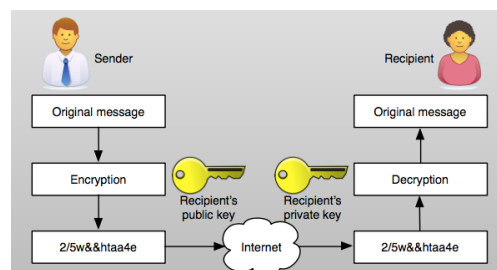 Sender
Recipient
Original message
Original message
Encryption
Recipient's
public key
Recipient's
private key
Decryption
2/5w&&htaa4e
Internet
2/5w&&htaa4e